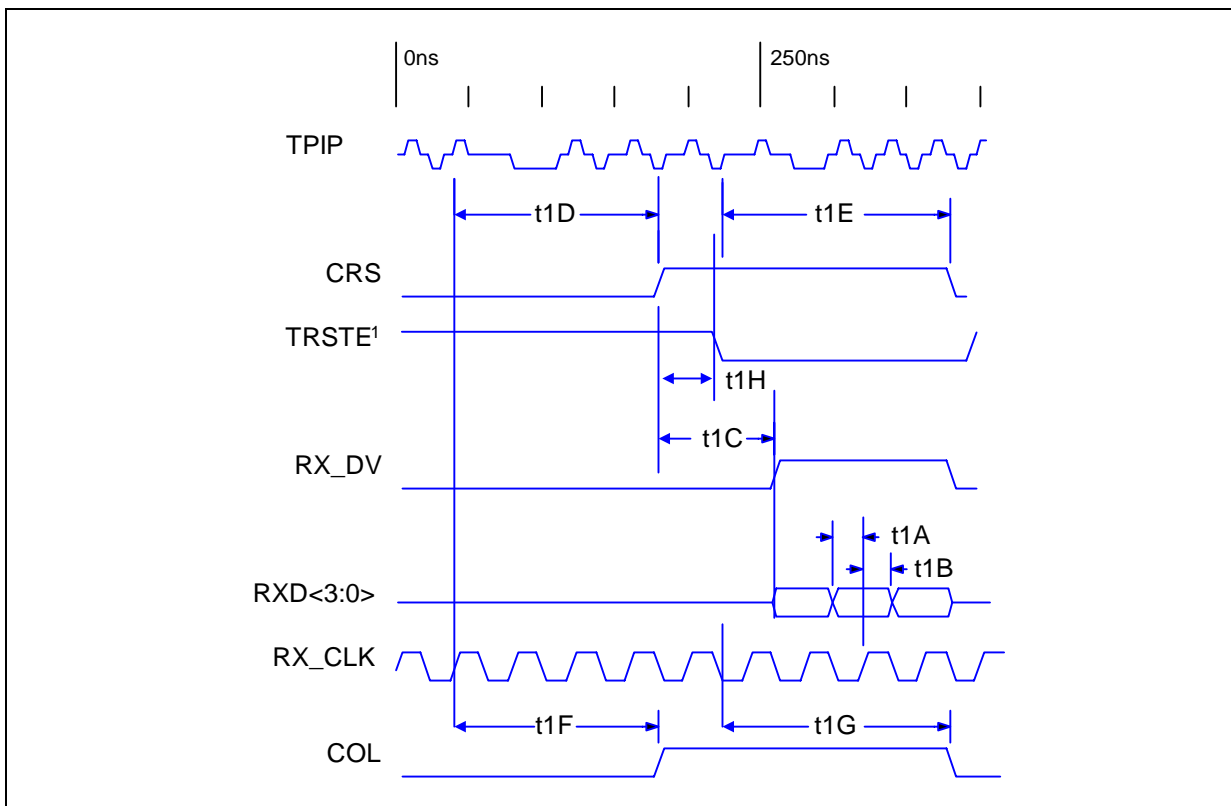 0ns
250ns
TPIP
t1D
t1E
CRS
TRSTE¹
t1H
t1C
RX_DV
t1A
t1B
RXD<3:0>
RX_CLK
t1F
t1G
COL